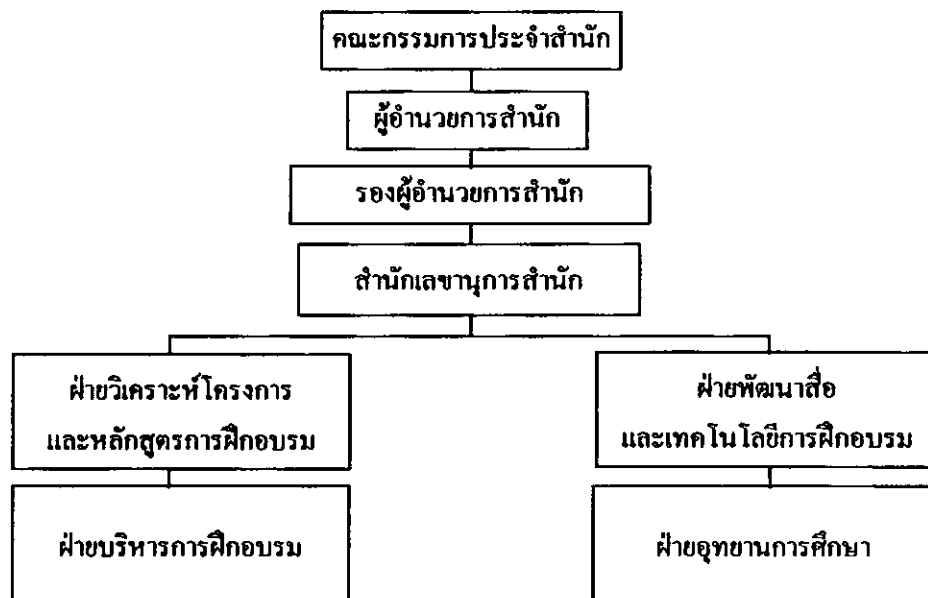 คณะกรรมการประจำสำนัก
ผู้อำนวยการสำนัก
รองผู้อำนวยการสำนัก
สำนักเลขานุการสำนัก
ฝ่ายวิเคราะห์โครงการ
และหลักสูตรการฝึกอบรม
ฝ่ายพัฒนาสื่อ
และเทคโนโลยีการฝึกอบรม
ฝ่ายบริหารการฝึกอบรม
ฝ่ายอุทยานการศึกษา